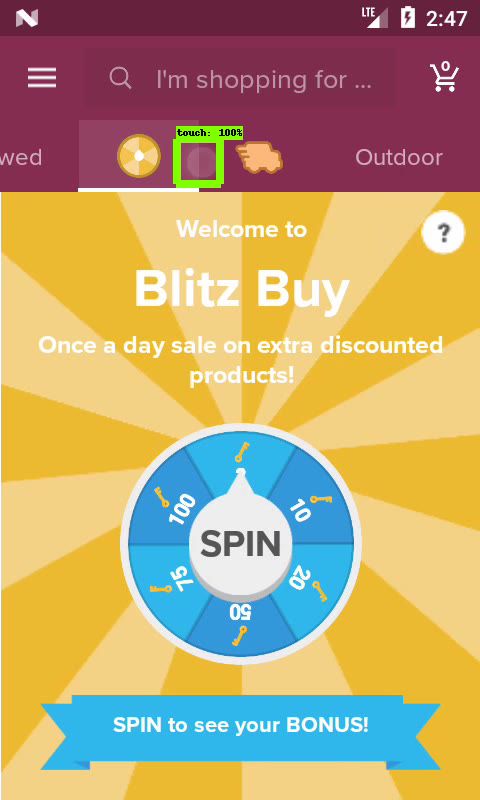 LTE
2:47
I'm shopping for ...
0
wed
touch: 100%
Outdoor
Welcome to
?
Blitz Buy
Once a day sale on extra discounted
products!
100
10
SPIN
75
20
50
SPIN to see your BONUS!